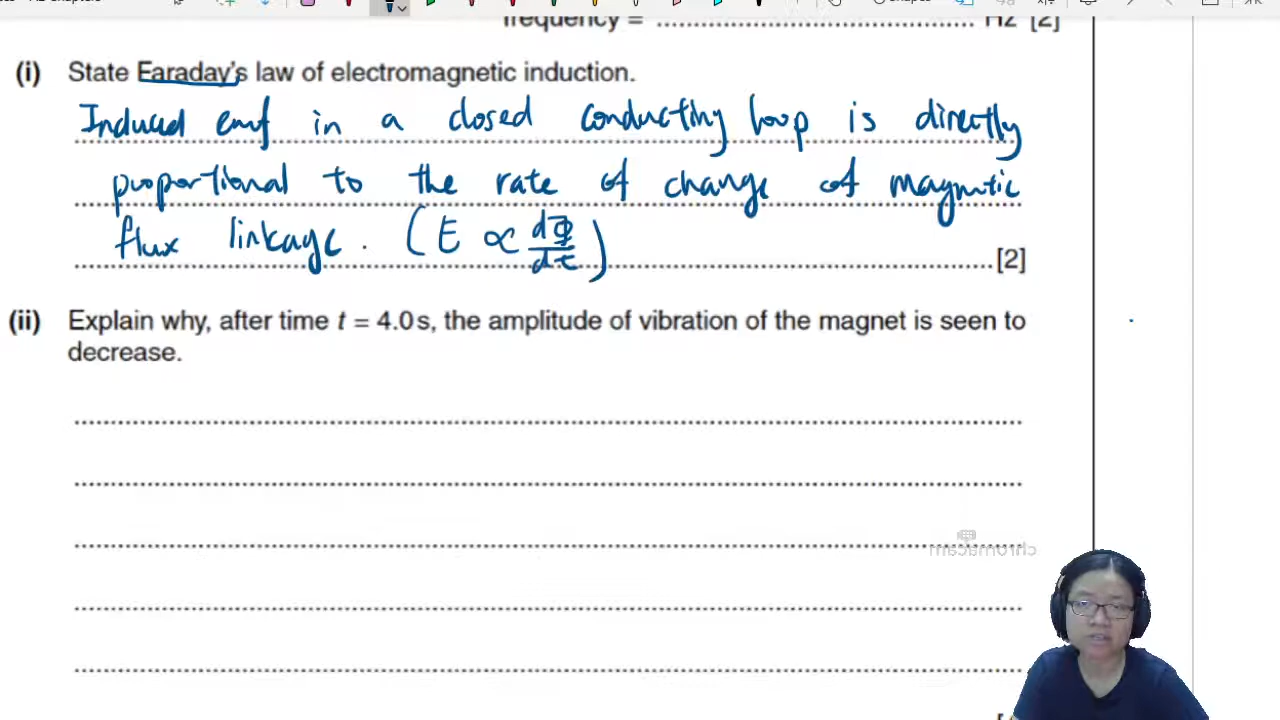 frequency = ........ Hz [2]
(i) State Faraday's law of electromagnetic induction.
Induced emf in a closed conducting loop is directly
proportional to the rate of change of magnetic
flux linkage. (E ∝ dΦ/dt)
[2]
(ii) Explain why, after time t = 4.0 s, the amplitude of vibration of the magnet is seen to
decrease.
chromacam